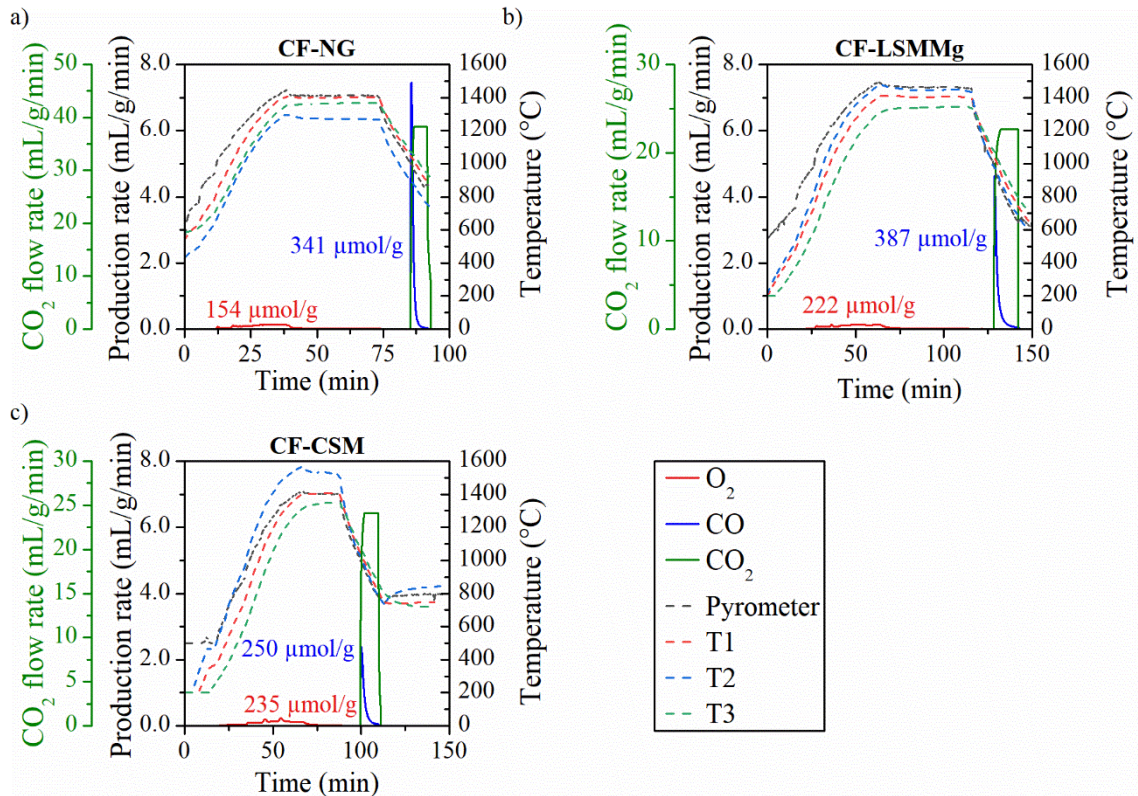 a)
CF-NG
CO₂ flow rate (mL/g/min)
50
40
30
20
10
0
Production rate (mL/g/min)
8.0
6.0
4.0
2.0
0.0
341 µmol/g
154 µmol/g
1600
1400
1200
1000
800
600
400
200
0
Temperature (°C)
0 25 50 75 100
Time (min)
b)
CF-LSMMg
CO₂ flow rate (mL/g/min)
30
20
10
0
Production rate (mL/g/min)
8.0
6.0
4.0
2.0
0.0
387 µmol/g
222 µmol/g
1600
1400
1200
1000
800
600
400
200
0
Temperature (°C)
0 50 100 150
Time (min)
c)
CF-CSM
CO₂ flow rate (mL/g/min)
30
25
20
15
10
5
0
Production rate (mL/g/min)
8.0
6.0
4.0
2.0
0.0
250 µmol/g
235 µmol/g
1600
1400
1200
1000
800
600
400
200
0
Temperature (°C)
0 25 50 75 100 125 150
Time (min)
O₂
CO
CO₂
Pyrometer
T1
T2
T3